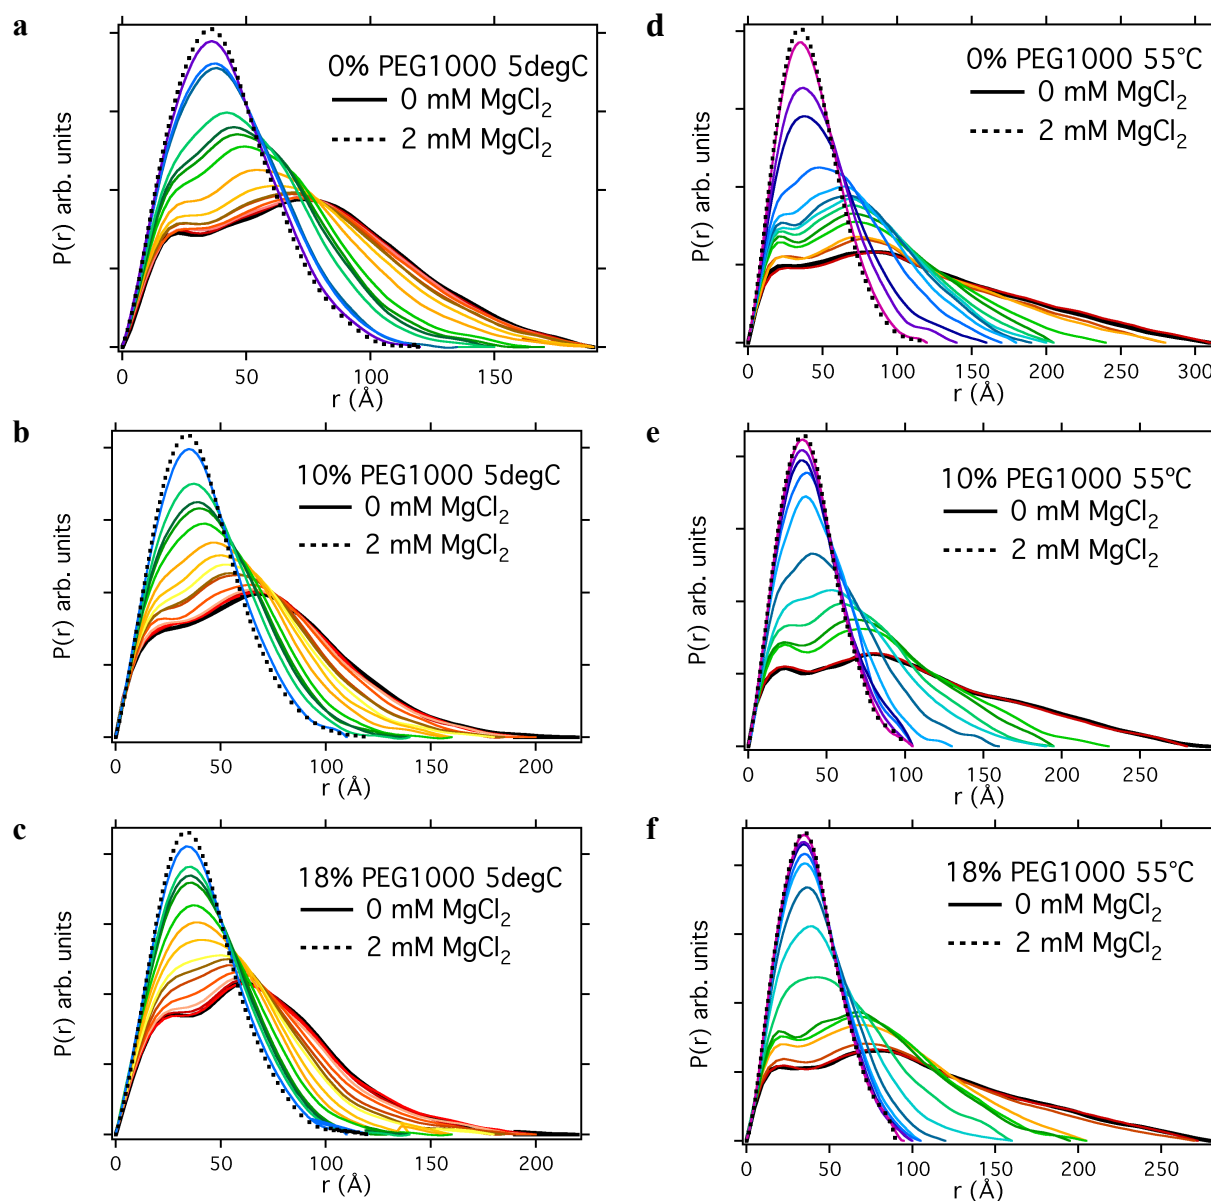 a
0% PEG1000 5degC
0 mM MgCl2
2 mM MgCl2
P(r) arb. units
0 50 100 150
r (Å)
d
0% PEG1000 55°C
0 mM MgCl2
2 mM MgCl2
P(r) arb. units
0 50 100 150 200 250 300
r (Å)
b
10% PEG1000 5degC
0 mM MgCl2
2 mM MgCl2
P(r) arb. units
0 50 100 150 200
r (Å)
e
10% PEG1000 55°C
0 mM MgCl2
2 mM MgCl2
P(r) arb. units
0 50 100 150 200 250
r (Å)
c
18% PEG1000 5degC
0 mM MgCl2
2 mM MgCl2
P(r) arb. units
0 50 100 150 200
r (Å)
f
18% PEG1000 55°C
0 mM MgCl2
2 mM MgCl2
P(r) arb. units
0 50 100 150 200 250
r (Å)